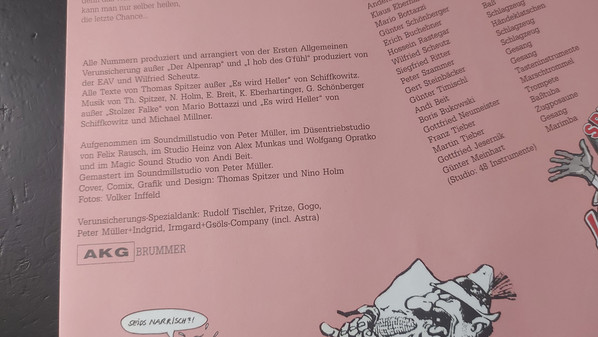 kann man nur selber heilen,
die letzte Chance...
Alle Nummern produziert und arrangiert von der Ersten Allgemeinen
Verunsicherung außer „Der Alpenrap" und „I hob des G'fühl" produziert von
der EAV und Wilfried Scheutz.
Alle Texte von Thomas Spitzer außer „Es wird Heller" von Schiffkowitz.
Musik von Th. Spitzer, N. Holm, E. Breit, K. Eberhartinger, G. Schönberger
außer „Stolzer Falke" von Mario Bottazzi und „Es wird Heller" von
Schiffkowitz und Michael Millner.
Aufgenommen im Soundmillstudio von Peter Müller, im Düsentriebstudio
von Felix Rausch, im Studio Heinz von Alex Munkas und Wolfgang Opratko
und im Magic Sound Studio von Andi Beit.
Gemastert im Soundmillstudio von Peter Müller.
Cover, Comix, Grafik und Design: Thomas Spitzer und Nino Holm
Fotos: Volker Inffeld
Verunsicherungs-Spezialdank: Rudolf Tischler, Fritze, Gogo,
Peter Müller+Indgrid, Irmgard+Gsöls-Company (incl. Astra)
AKG BRUMMER
Mario Bottazzi
Günter Schönberger
Erich Buchebner
Hossein Rastegar
Wilfried Scheutz
Siegfried Ritter
Peter Szammer
Gert Steinbäcker
Günter Timischl
Andi Beit
Boris Bukowski
Gottfried Neumeister
Franz Tieber
Martin Tieber
Gottfried Jesernik
Günter Meinhart
(Studio: 48 Instrumente)
Baß
Schlagzeug
Händeklatschen
Schlagzeug
Schlagzeug
Gesang
Gesang
Tasteninstrumente
Marschtrommel
Trompete
Baßtuba
Zugposaune
Gesang
Marimba
SEIDS NARRISCH?!